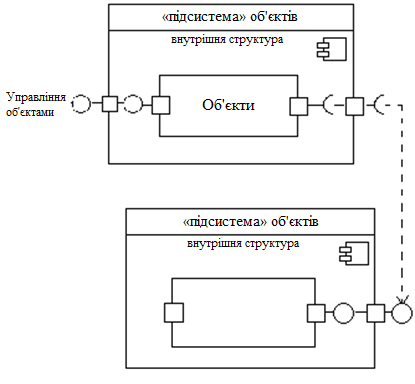 «підсистема» об'єктів
внутрішня структура
Управління
об'єктами
Об'єкти
«підсистема» об'єктів
внутрішня структура